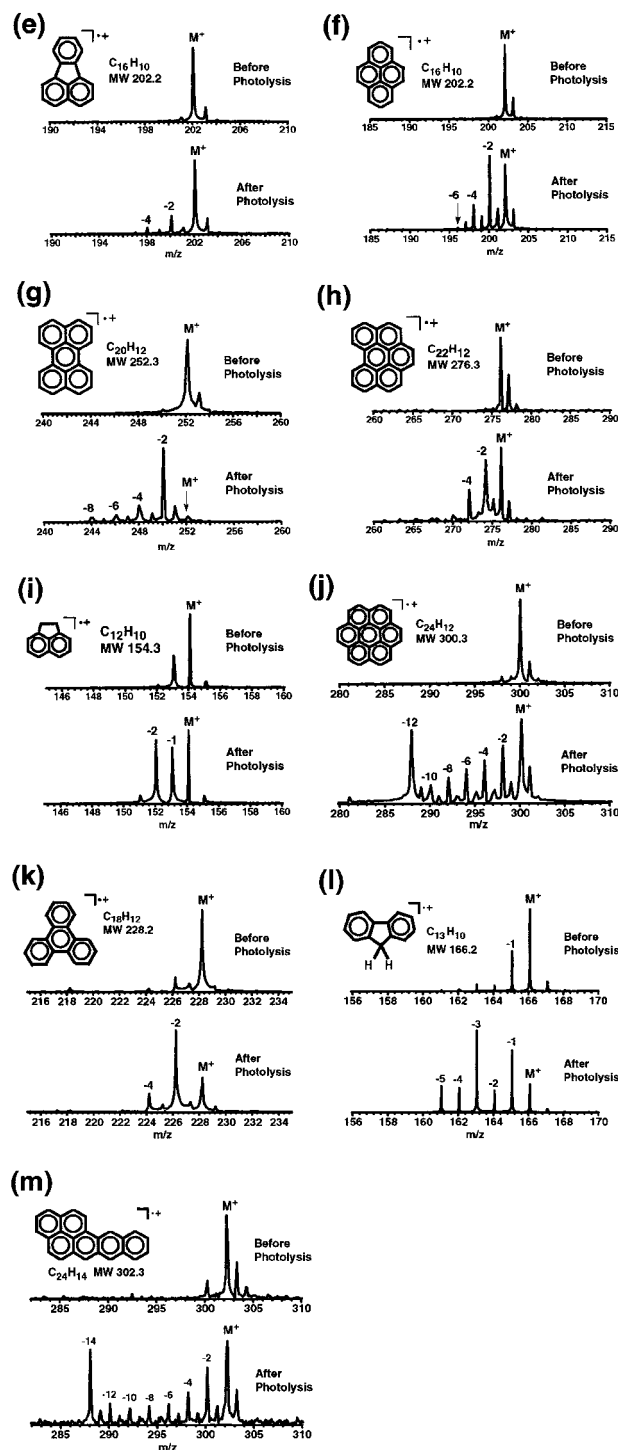 (e)
C16H10
MW 202.2
•+
M+
Before
Photolysis
190 194 198 202 206 210
M+
-2
-4
After
Photolysis
190 194 198 202 206 210
m/z
(f)
C16H10
MW 202.2
•+
M+
Before
Photolysis
185 190 195 200 205 210 215
-2
M+
-4
-6
After
Photolysis
185 190 195 200 205 210 215
m/z
(g)
C20H12
MW 252.3
•+
M+
Before
Photolysis
240 244 248 252 256 260
-2
M+
-4
-6
-8
After
Photolysis
240 244 248 252 256 260
m/z
(h)
C22H12
MW 276.3
•+
M+
Before
Photolysis
260 265 270 275 280 285 290
M+
-2
-4
After
Photolysis
260 265 270 275 280 285 290
m/z
(i)
C12H10
MW 154.3
•+
M+
Before
Photolysis
146 148 150 152 154 156 158 160
-2
-1
M+
After
Photolysis
146 148 150 152 154 156 158 160
m/z
(j)
C24H12
MW 300.3
•+
M+
Before
Photolysis
280 285 290 295 300 305 310
-12
-10
-8
-6
-4
-2
M+
After
Photolysis
280 285 290 295 300 305 310
m/z
(k)
C18H12
MW 228.2
•+
M+
Before
Photolysis
216 218 220 222 224 226 228 230 232 234
-2
-4
M+
After
Photolysis
216 218 220 222 224 226 228 230 232 234
m/z
(l)
H H
C13H10
MW 166.2
•+
M+
-1
Before
Photolysis
156 158 160 162 164 166 168 170
-5
-4
-3
-2
-1
M+
After
Photolysis
156 158 160 162 164 166 168 170
m/z
(m)
C24H14 MW 302.3
•+
M+
Before
Photolysis
285 290 295 300 305 310
-14
-12
-10
-8
-6
-4
-2
M+
After
Photolysis
285 290 295 300 305 310
m/z